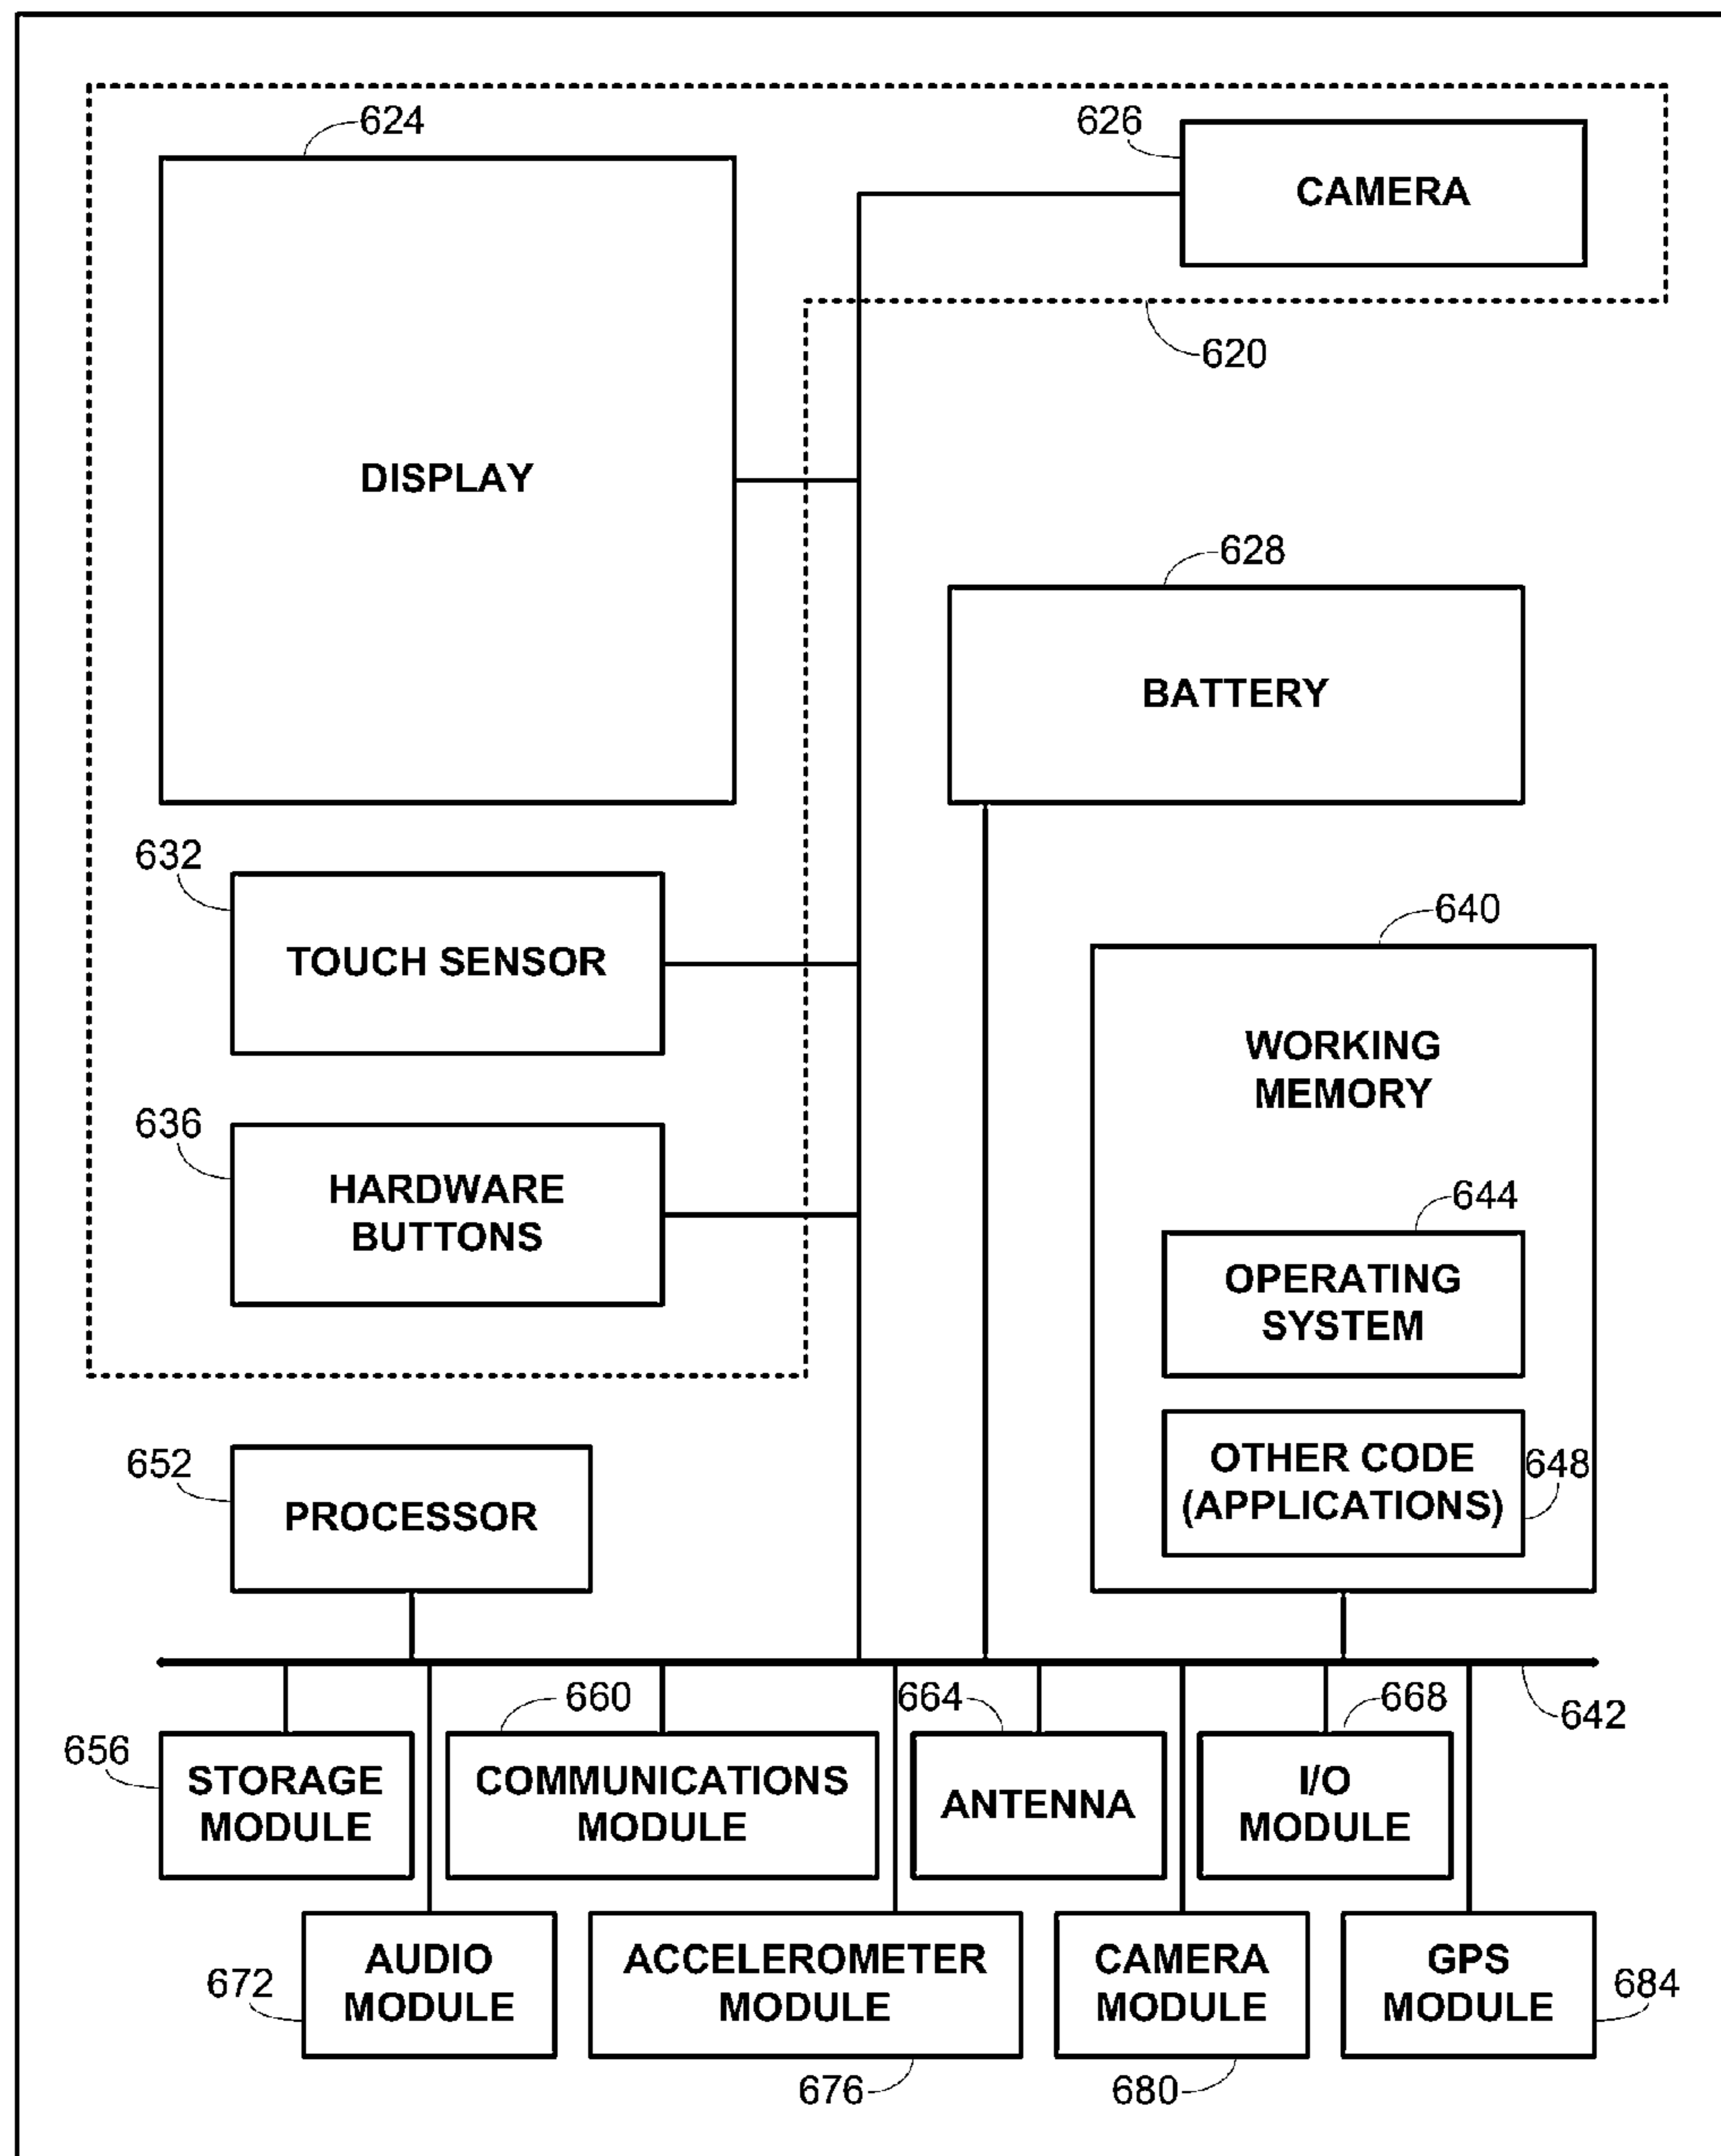 624
626
CAMERA
620
DISPLAY
628
BATTERY
632
TOUCH SENSOR
640
WORKING
MEMORY
636
HARDWARE
BUTTONS
644
OPERATING
SYSTEM
652
PROCESSOR
OTHER CODE
(APPLICATIONS)
648
660
664
668
642
656
STORAGE
MODULE
COMMUNICATIONS
MODULE
ANTENNA
I/O
MODULE
672
AUDIO
MODULE
ACCELEROMETER
MODULE
CAMERA
MODULE
GPS
MODULE
684
676
680